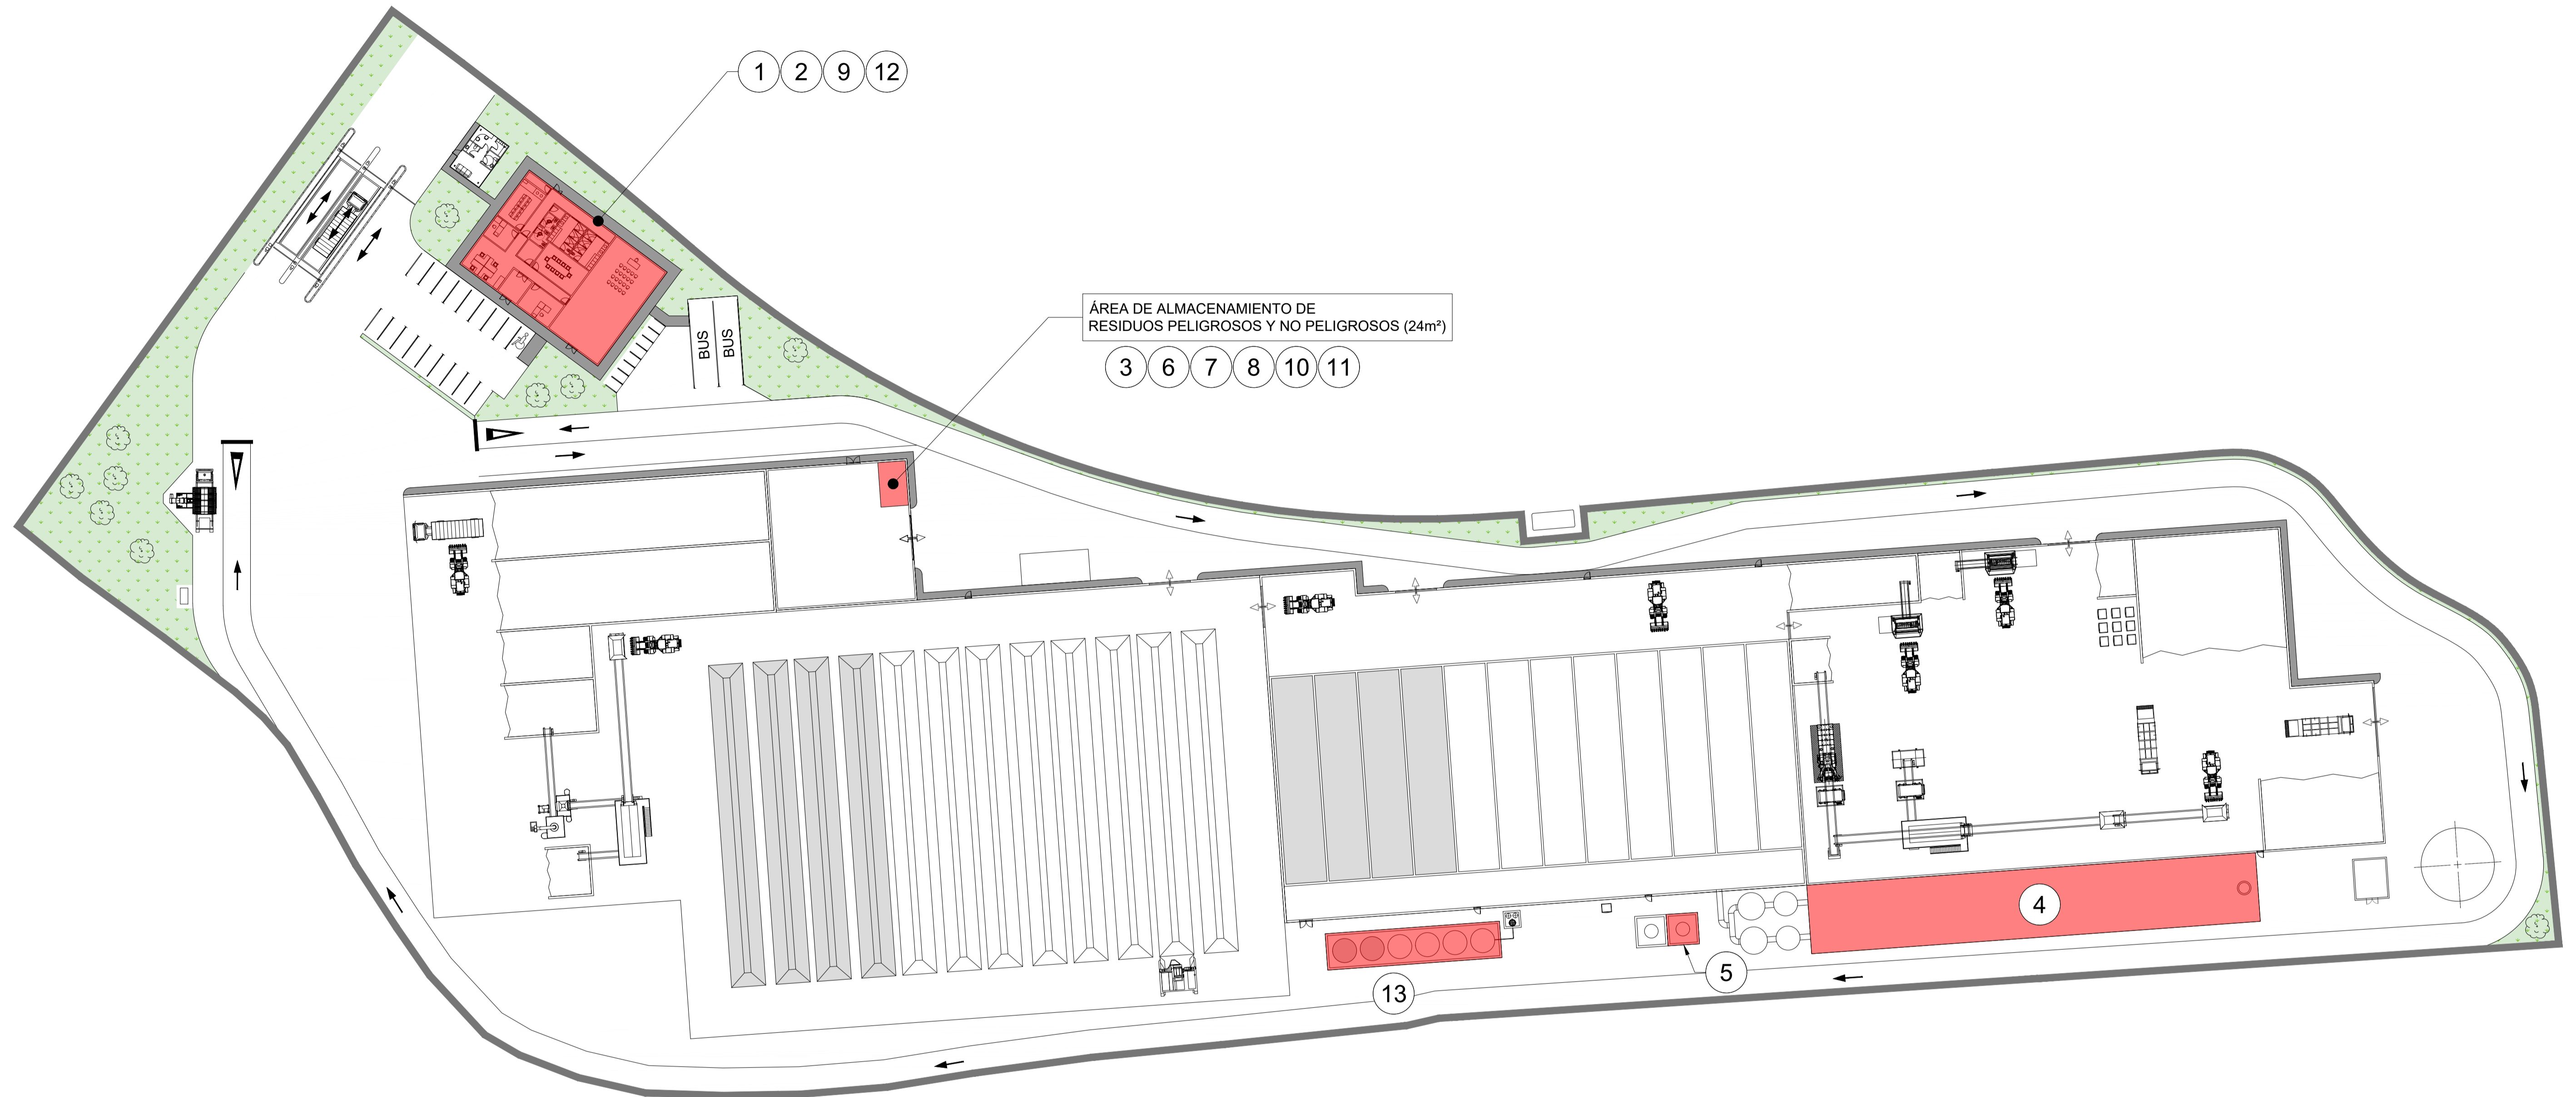 1 2 9 12
ÁREA DE ALMACENAMIENTO DE
RESIDUOS PELIGROSOS Y NO PELIGROSOS (24m²)
3 6 7 8 10 11
BUS
BUS
4
5
13